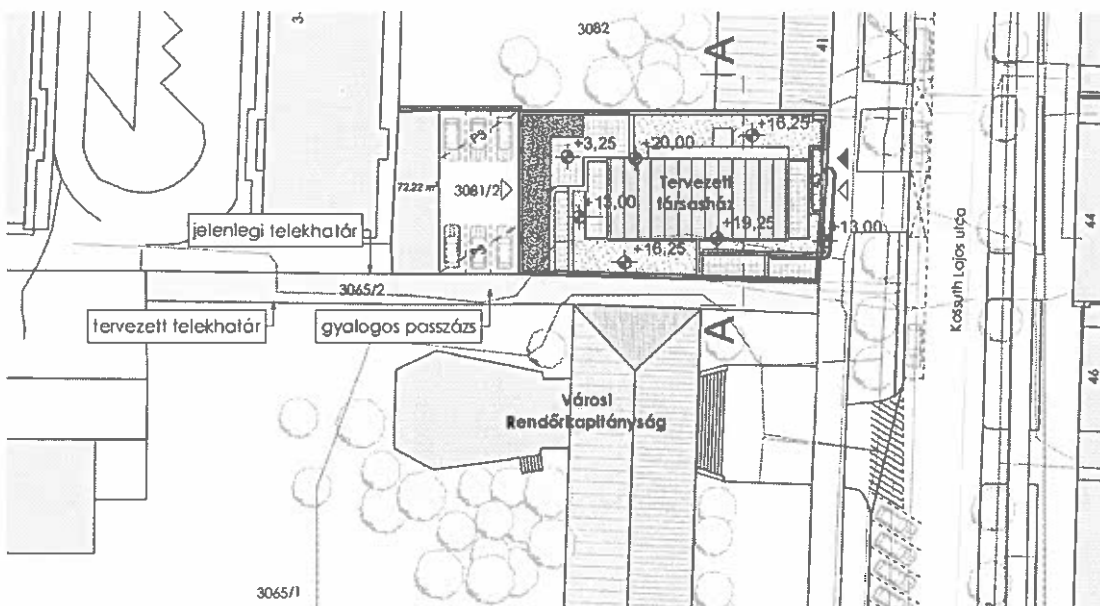 3082
A
41
+16,25
+3,25
+20,00
P3
72.22 m²
3081/2
Tervezett
társasház
+13,00
+19,25
+13,00
+16,25
P3
44
jelenlegi telekhatár
3065/2
tervezett telekhatár
gyalogos passzázs
A
Kossuth Lajos utca
46
Városi
Rendőrkapitányság
3065/1